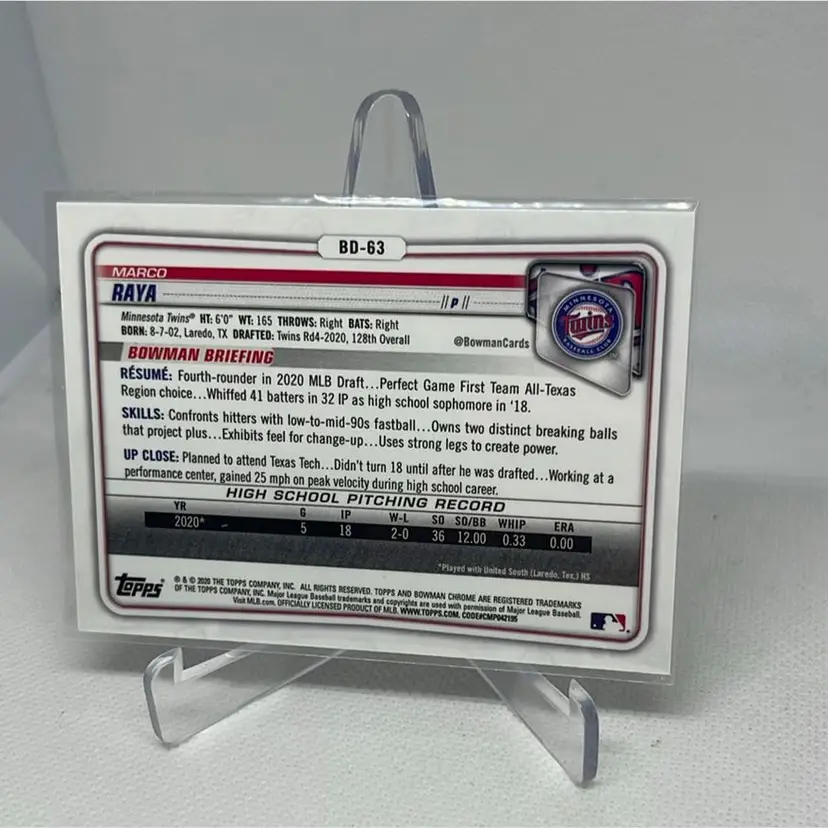 BD-63
MARCO
RAYA
// P //
Minnesota Twins® HT: 6'0" WT: 165 THROWS: Right BATS: Right
BORN: 8-7-02, Laredo, TX DRAFTED: Twins Rd4-2020, 128th Overall
@BowmanCards
MINNESOTA
Twins
BASEBALL CLUB
BOWMAN BRIEFING
RÉSUMÉ: Fourth-rounder in 2020 MLB Draft...Perfect Game First Team All-Texas
Region choice...Whiffed 41 batters in 32 IP as high school sophomore in '18.
SKILLS: Confronts hitters with low-to-mid-90s fastball...Owns two distinct breaking balls
that project plus...Exhibits feel for change-up...Uses strong legs to create power.
UP CLOSE: Planned to attend Texas Tech...Didn't turn 18 until after he was drafted...Working at a
performance center, gained 25 mph on peak velocity during high school career.
HIGH SCHOOL PITCHING RECORD
YR G IP W-L SO SO/BB WHIP ERA
2020* 5 18 2-0 36 12.00 0.33 0.00
*Played with United South (Laredo, Tex.) HS
topps
® & © 2020 THE TOPPS COMPANY, INC. ALL RIGHTS RESERVED. TOPPS AND BOWMAN CHROME ARE REGISTERED TRADEMARKS
OF THE TOPPS COMPANY, INC. Major League Baseball trademarks and copyrights are used with permission of Major League Baseball.
Visit MLB.com. OFFICIALLY LICENSED PRODUCT OF MLB. WWW.TOPPS.COM. CODE#CMP042195